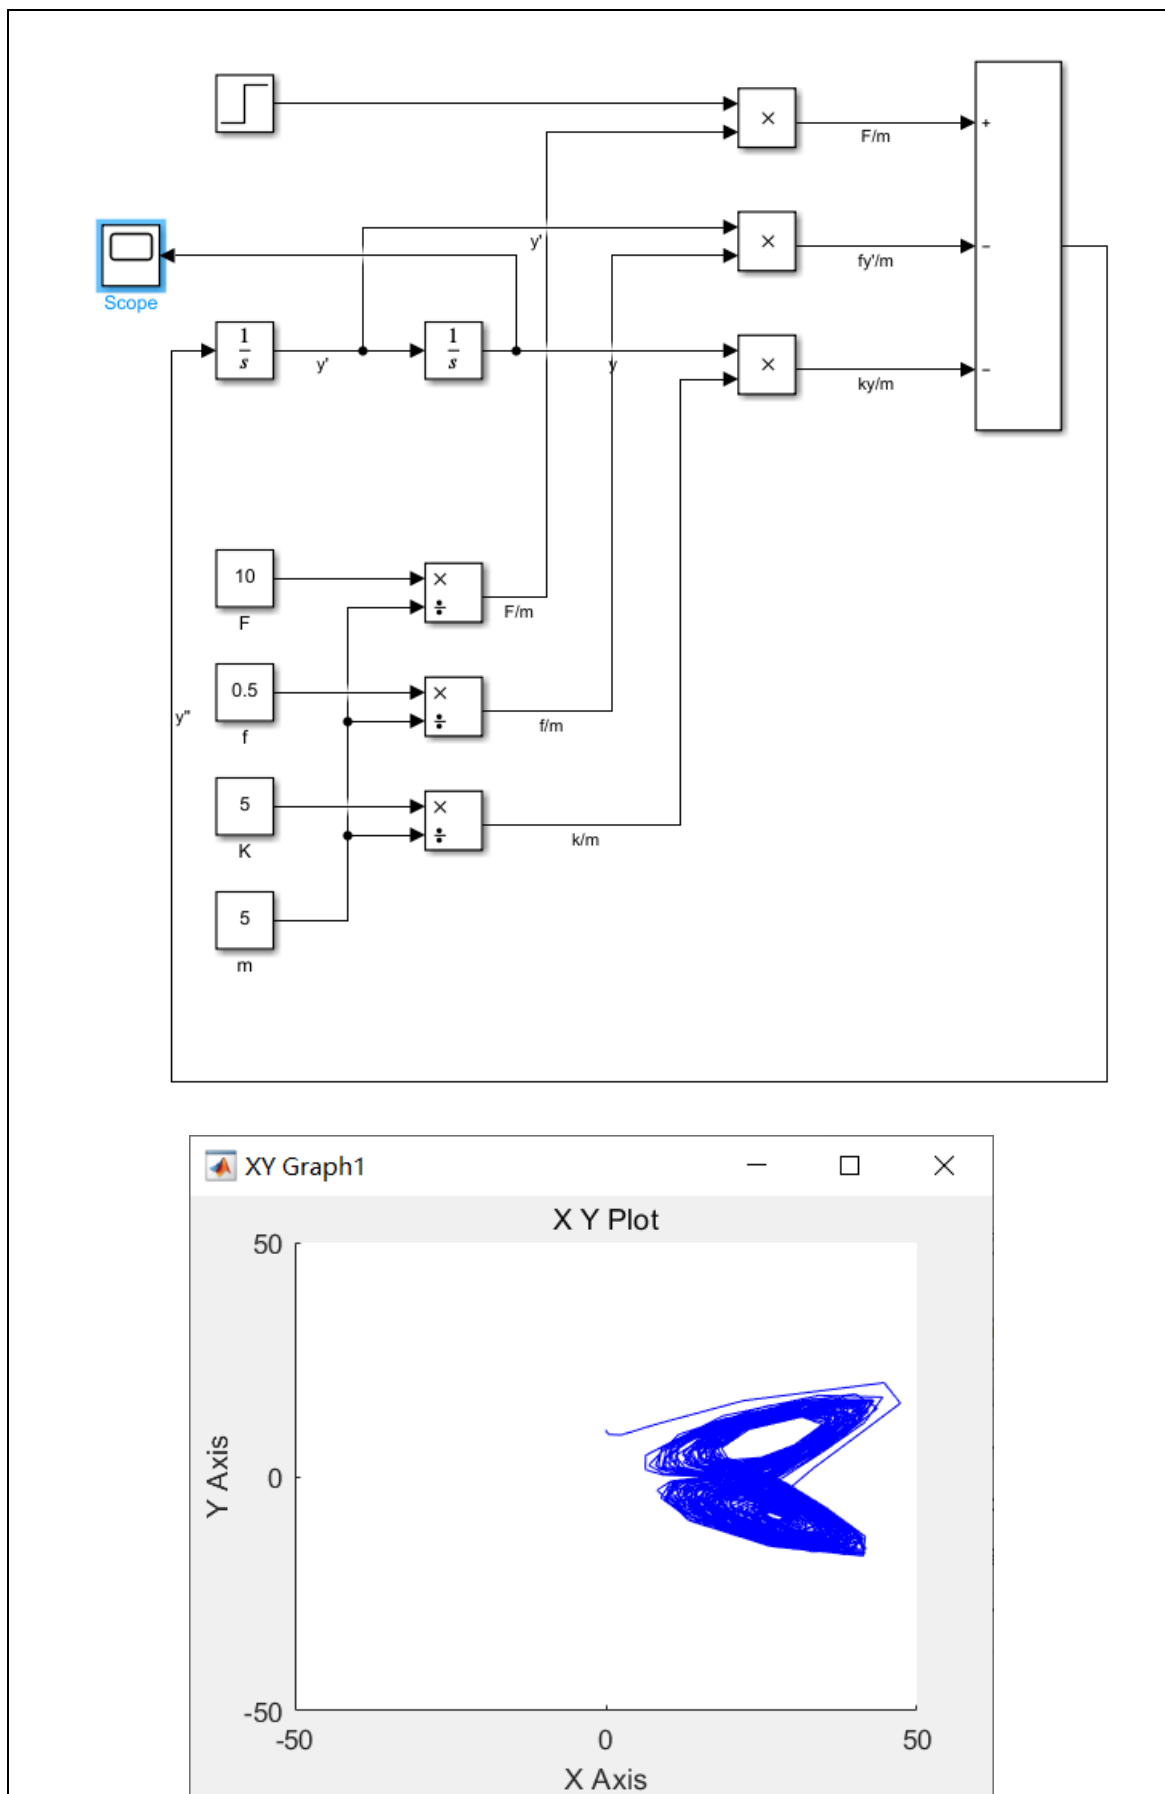 ×
F/m
+
y'
×
fy'/m
−
Scope
1
s
y'
1
s
y
×
ky/m
−
10
F
×
÷
F/m
0.5
f
×
÷
f/m
y"
5
K
×
÷
k/m
5
m
XY Graph1
X Y Plot
50
0
-50
Y Axis
-50
0
50
X Axis